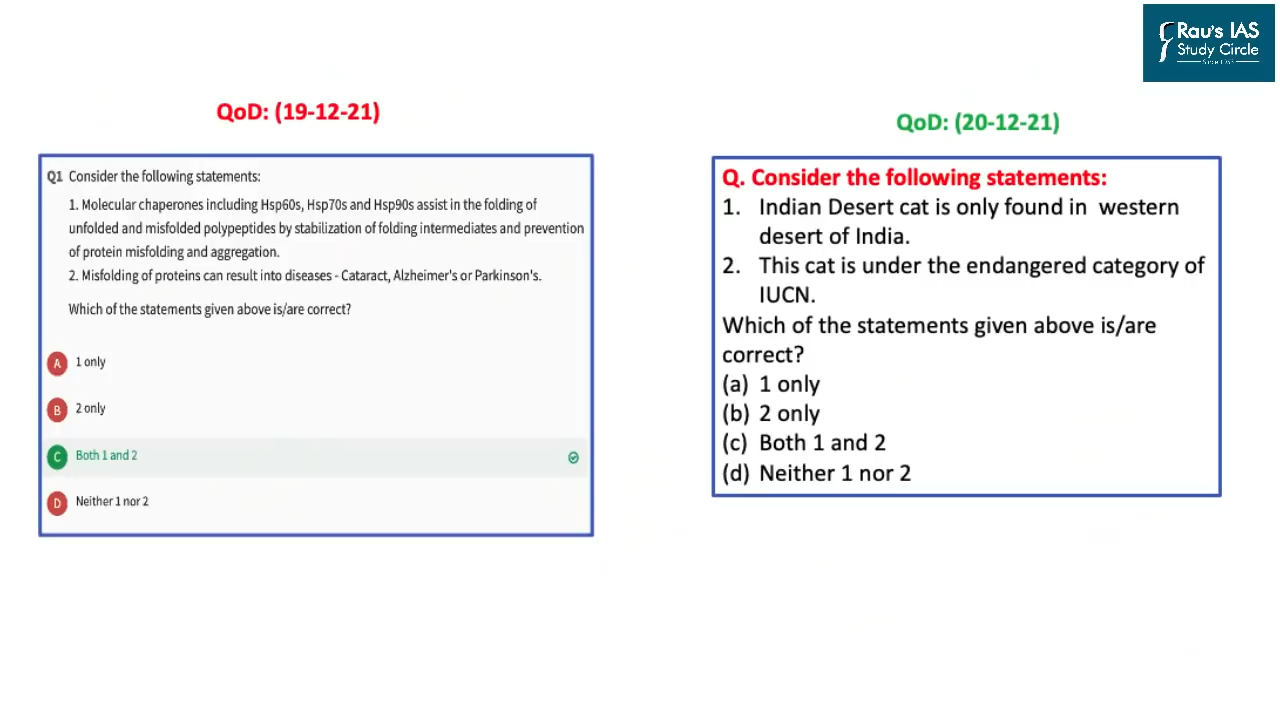 Rau's IAS
Study Circle
QoD: (19-12-21)
Q1 Consider the following statements:
1. Molecular chaperones including Hsp60s, Hsp70s and Hsp90s assist in the folding of
unfolded and misfolded polypeptides by stabilization of folding intermediates and prevention
of protein misfolding and aggregation.
2. Misfolding of proteins can result into diseases - Cataract, Alzheimer's or Parkinson's.
Which of the statements given above is/are correct?
A 1 only
B 2 only
C Both 1 and 2
D Neither 1 nor 2
QoD: (20-12-21)
Q. Consider the following statements:
1. Indian Desert cat is only found in western
desert of India.
2. This cat is under the endangered category of
IUCN.
Which of the statements given above is/are
correct?
(a) 1 only
(b) 2 only
(c) Both 1 and 2
(d) Neither 1 nor 2